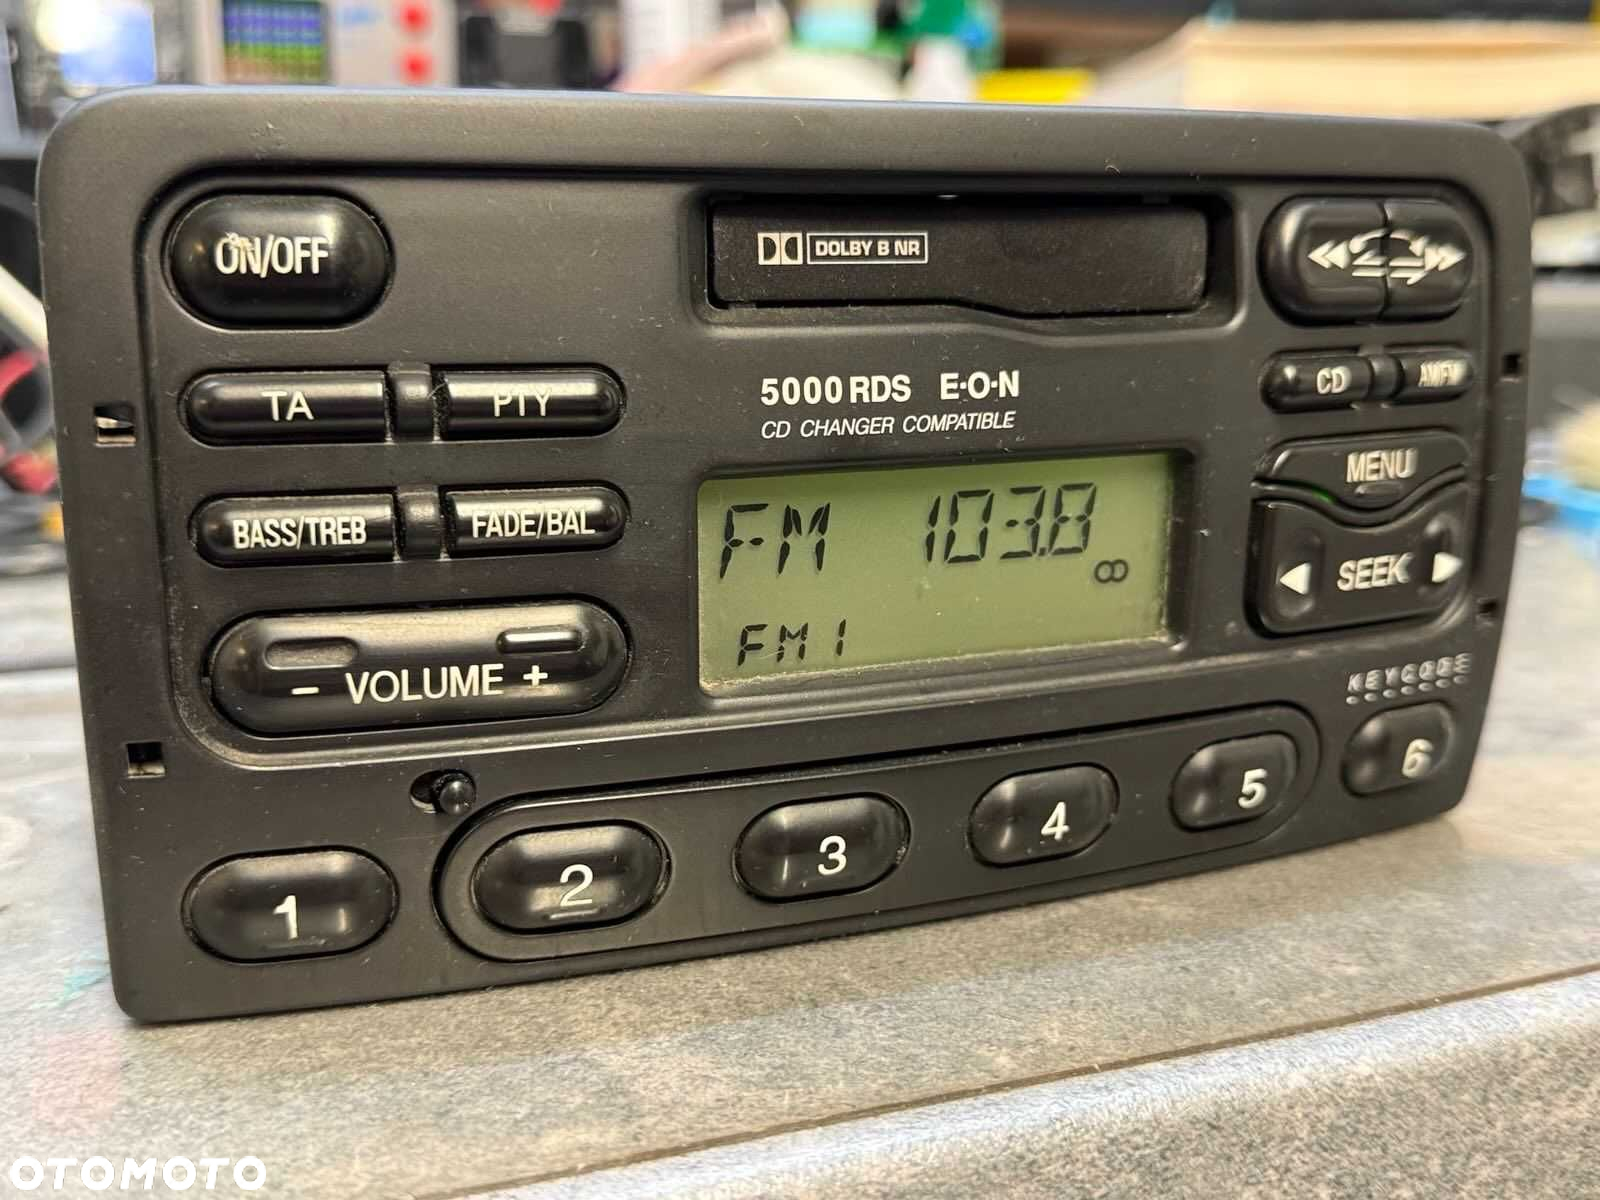 ON/OFF
DOLBY B NR
TA
PTY
5000 RDS E·O·N
CD CHANGER COMPATIBLE
CD
AM/FM
BASS/TREB
FADE/BAL
MENU
SEEK
FM 103.8
FM1
- VOLUME +
KEYCODE
1
2
3
4
5
6
OTOMOTO